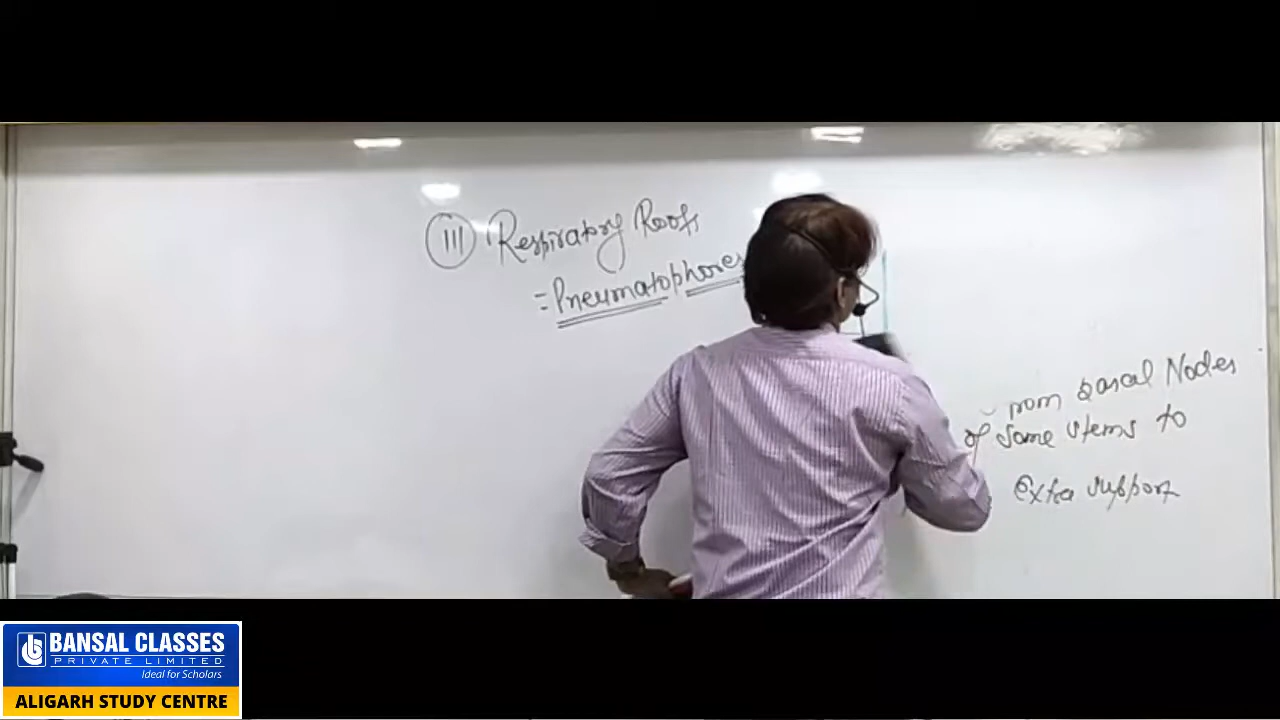 III Respiratory Roots
= Pneumatophores
rom Basal Nodes
of some stems to
extra support
BANSAL CLASSES
PRIVATE LIMITED
Ideal for Scholars
ALIGARH STUDY CENTRE